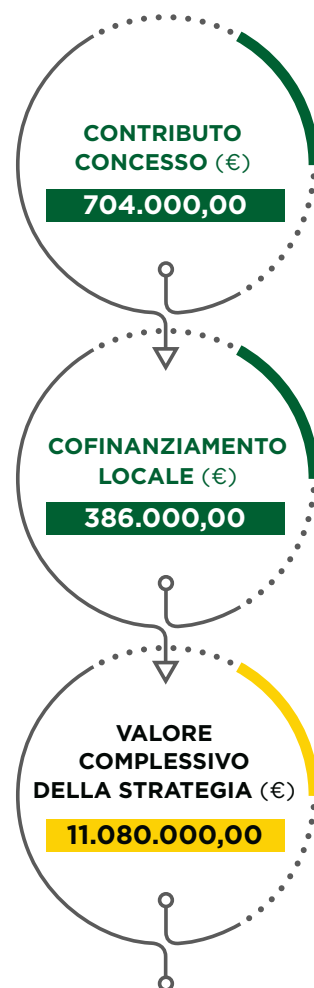 CONTRIBUTO
CONCESSO (€)
704.000,00
COFINANZIAMENTO
LOCALE (€)
386.000,00
VALORE
COMPLESSIVO
DELLA STRATEGIA (€)
11.080.000,00